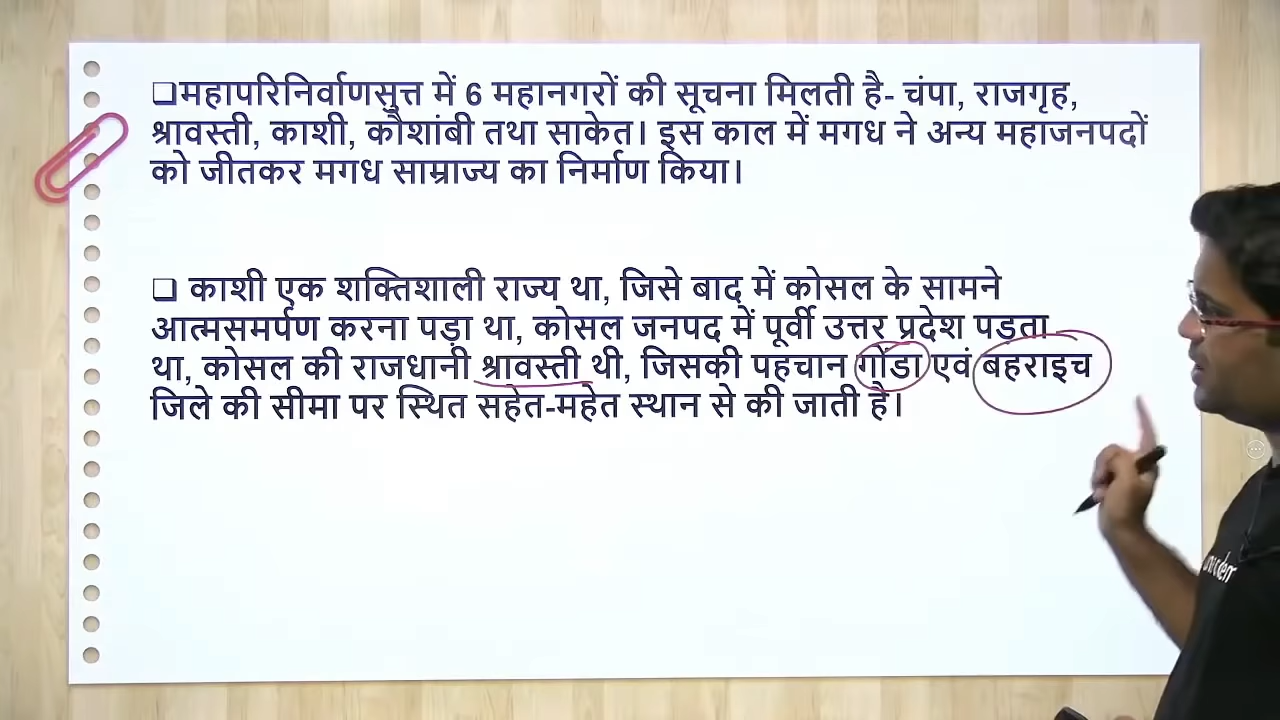 ❑महापरिनिर्वाणसुत्त में 6 महानगरों की सूचना मिलती है- चंपा, राजगृह,
श्रावस्ती, काशी, कौशांबी तथा साकेत। इस काल में मगध ने अन्य महाजनपदों
को जीतकर मगध साम्राज्य का निर्माण किया।
❑ काशी एक शक्तिशाली राज्य था, जिसे बाद में कोसल के सामने
आत्मसमर्पण करना पड़ा था, कोसल जनपद में पूर्वी उत्तर प्रदेश पड़ता
था, कोसल की राजधानी श्रावस्ती थी, जिसकी पहचान गोंडा एवं बहराइच
जिले की सीमा पर स्थित सहेत-महेत स्थान से की जाती है।